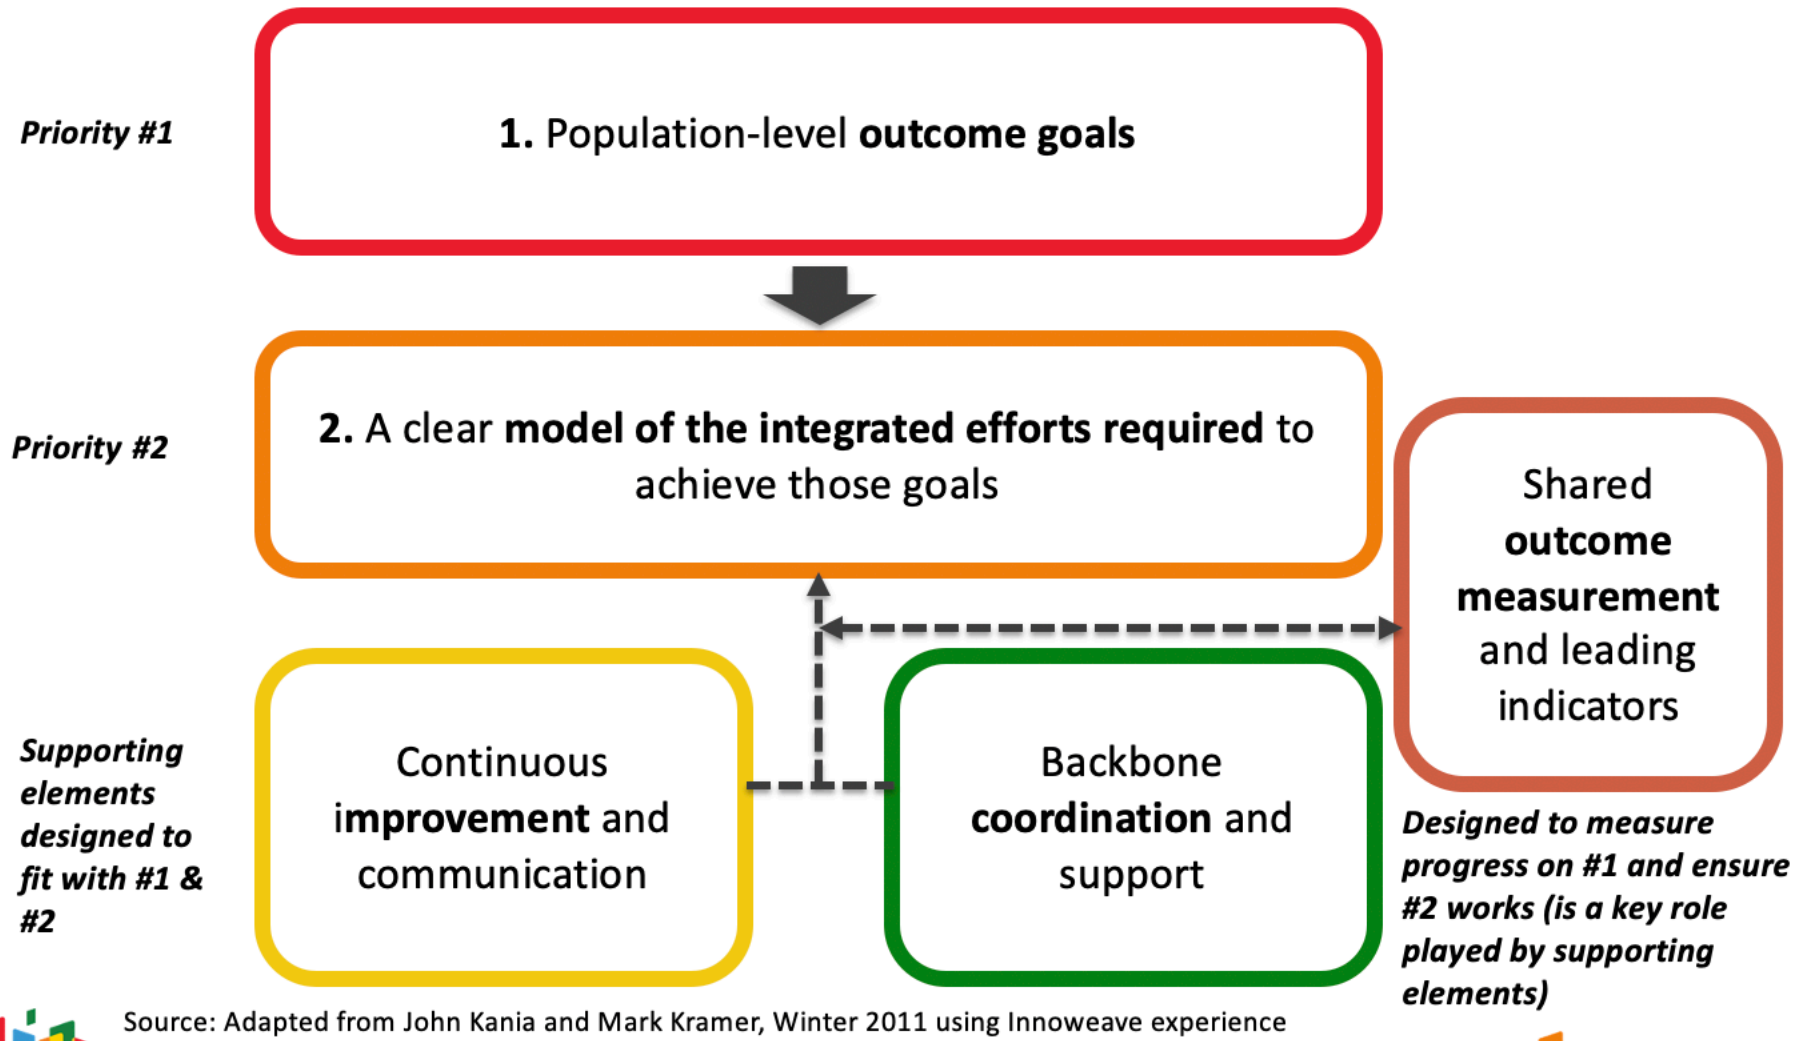 Priority #1
1. Population-level outcome goals
Priority #2
2. A clear model of the integrated efforts required to
achieve those goals
Shared
outcome
measurement
and leading
indicators
Supporting
elements
designed to
fit with #1 &
#2
Continuous
improvement and
communication
Backbone
coordination and
support
Designed to measure
progress on #1 and ensure
#2 works (is a key role
played by supporting
elements)
Source: Adapted from John Kania and Mark Kramer, Winter 2011 using Innoweave experience